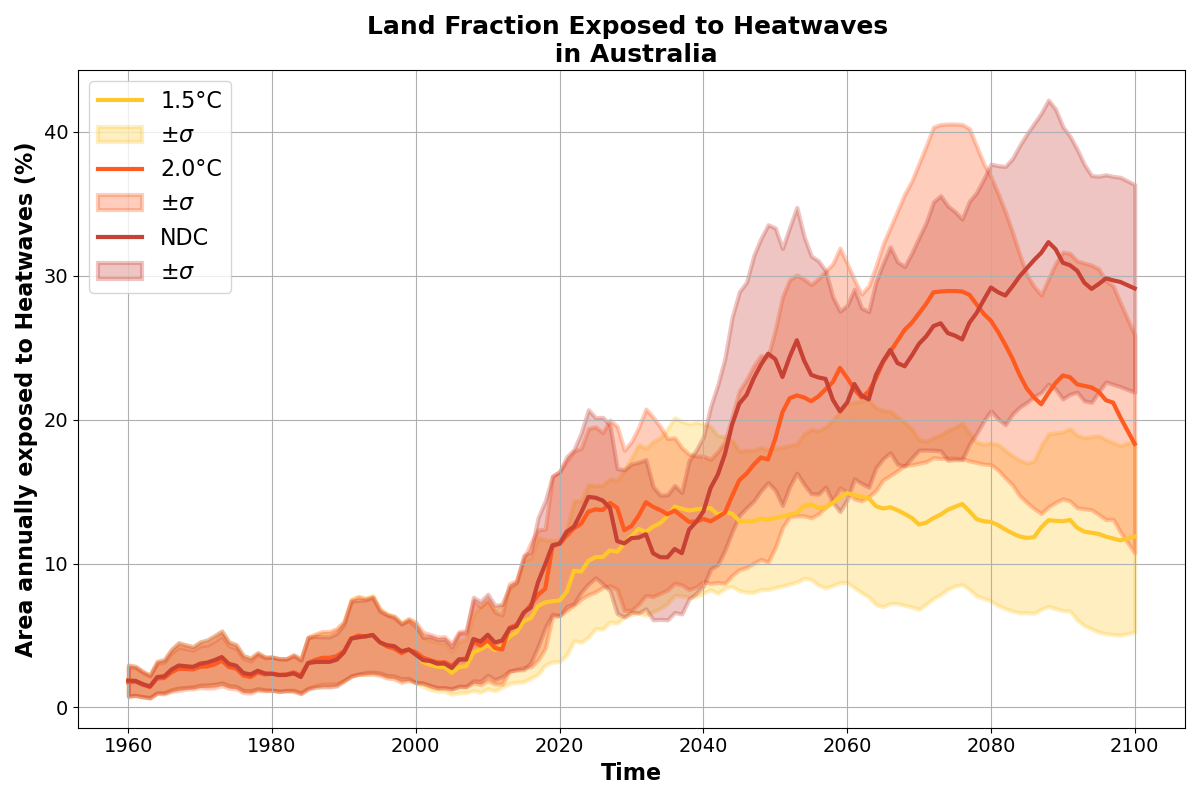 Land Fraction Exposed to Heatwaves
in Australia
Area annually exposed to Heatwaves (%)
40
30
20
10
0
1.5°C
±σ
2.0°C
±σ
NDC
±σ
1960 1980 2000 2020 2040 2060 2080 2100
Time